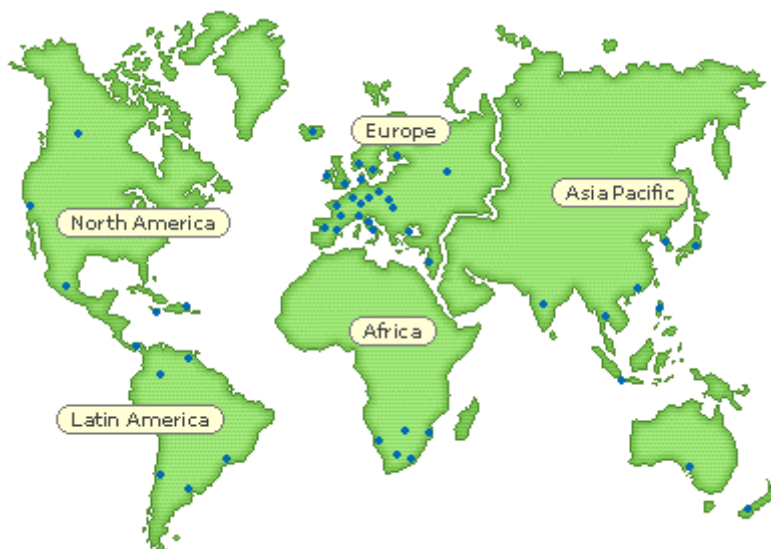 Europe
Asia Pacific
North America
Africa
Latin America